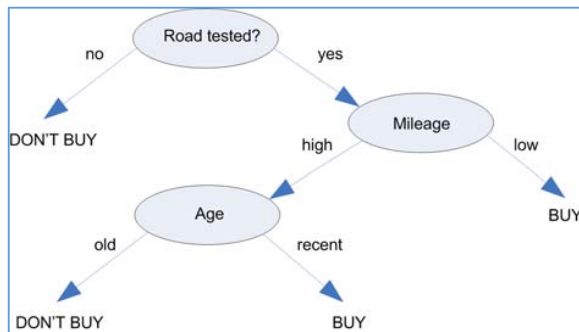 Road tested?
no
yes
DON'T BUY
Mileage
high
low
Age
BUY
old
recent
DON'T BUY
BUY